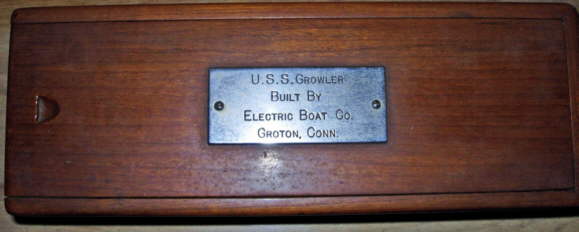 U.S.S. GROWLER
BUILT BY
ELECTRIC BOAT CO.
GROTON, CONN.